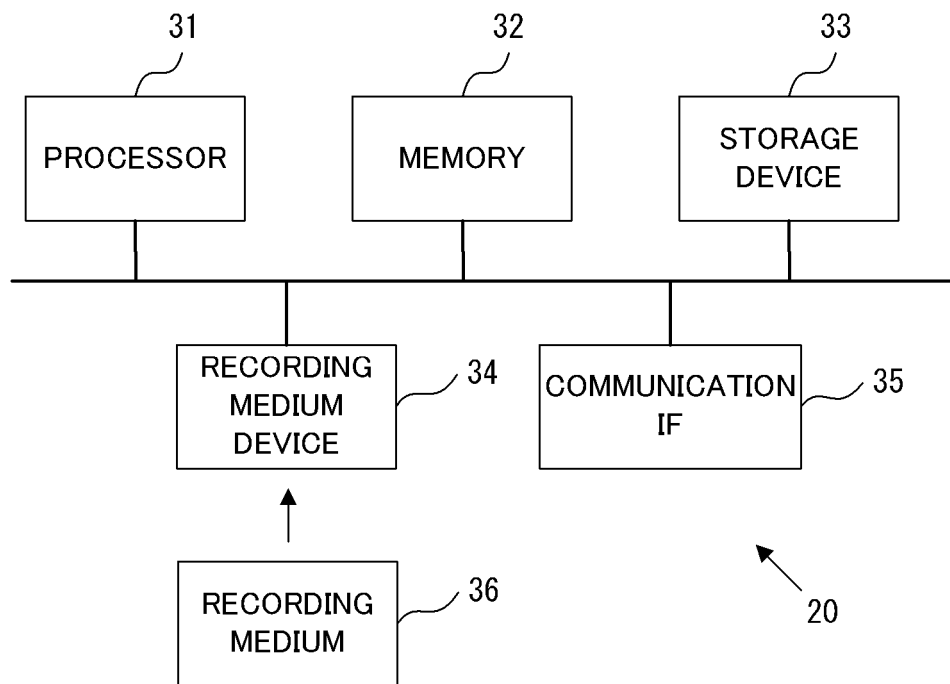 31
32
33
PROCESSOR
MEMORY
STORAGE
DEVICE
RECORDING
MEDIUM
DEVICE
34
COMMUNICATION
IF
35
RECORDING
MEDIUM
36
20